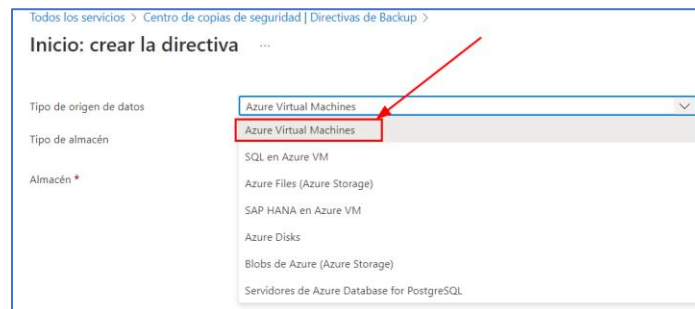 Todos los servicios > Centro de copias de seguridad | Directivas de Backup >
Inicio: crear la directiva ...
Tipo de origen de datos
Azure Virtual Machines
Azure Virtual Machines
Tipo de almacén
SQL en Azure VM
Almacén *
Azure Files (Azure Storage)
SAP HANA en Azure VM
Azure Disks
Blobs de Azure (Azure Storage)
Servidores de Azure Database for PostgreSQL